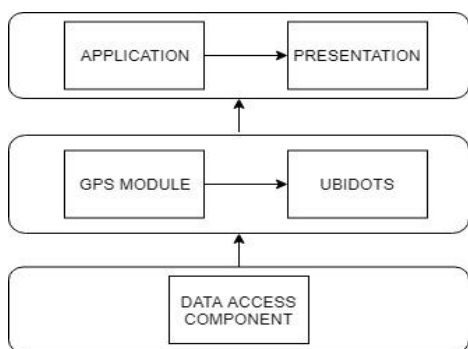 APPLICATION
PRESENTATION
GPS MODULE
UBIDOTS
DATA ACCESS
COMPONENT